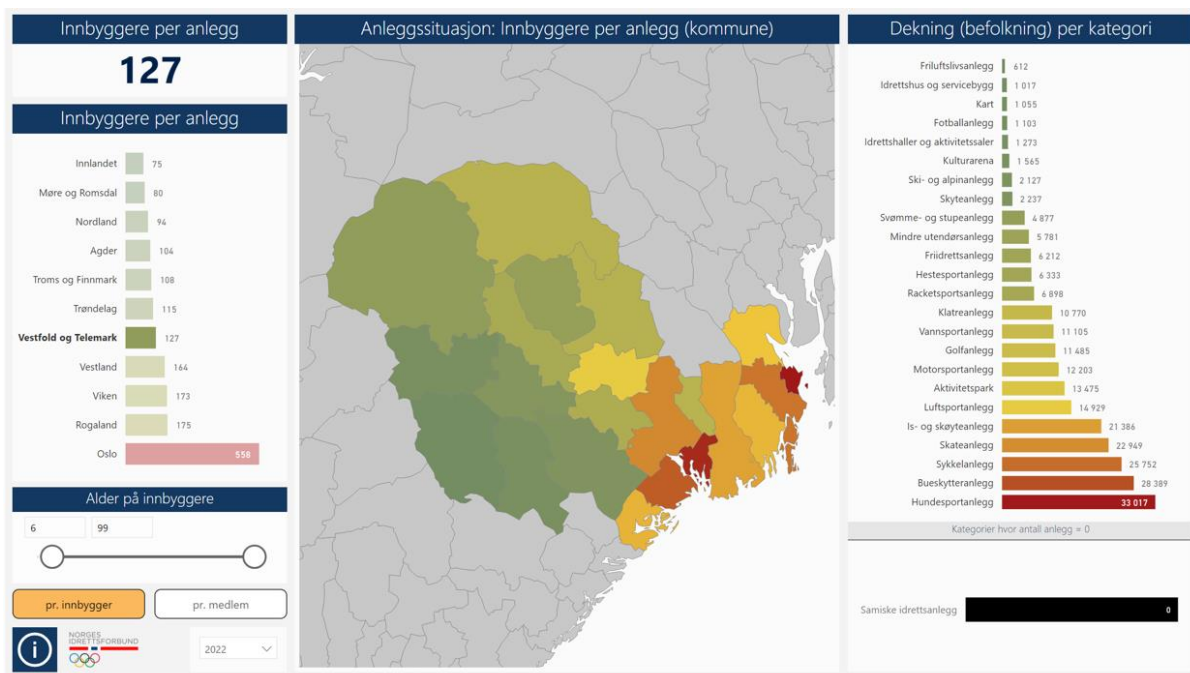 Innbyggere per anlegg
127
Innbyggere per anlegg
Innlandet 75
Møre og Romsdal 80
Nordland 94
Agder 104
Troms og Finnmark 108
Trøndelag 115
Vestfold og Telemark 127
Vestland 164
Viken 173
Rogaland 175
Oslo 558
Alder på innbyggere
6 99
pr. innbygger pr. medlem
i
NORGES
IDRETTSFORBUND
2022
Anleggssituasjon: Innbyggere per anlegg (kommune)
Dekning (befolkning) per kategori
Friluftslivsanlegg 612
Idrettshus og servicebygg 1 017
Kart 1 055
Fotballanlegg 1 103
Idrettshaller og aktivitetssaler 1 273
Kulturarena 1 565
Ski- og alpinanlegg 2 127
Skyteanlegg 2 237
Svømme- og stupeanlegg 4 877
Mindre utendørsanlegg 5 781
Friidrettsanlegg 6 212
Hestesportanlegg 6 333
Racketsportsanlegg 6 898
Klatreanlegg 10 770
Vannsportanlegg 11 105
Golfanlegg 11 485
Motorsportanlegg 12 203
Aktivitetspark 13 475
Luftsportanlegg 14 929
Is- og skøyteanlegg 21 386
Skateanlegg 22 949
Sykkelanlegg 25 752
Bueskytteranlegg 28 389
Hundesportanlegg 33 017
Kategorier hvor antall anlegg = 0
Samiske idrettsanlegg 0